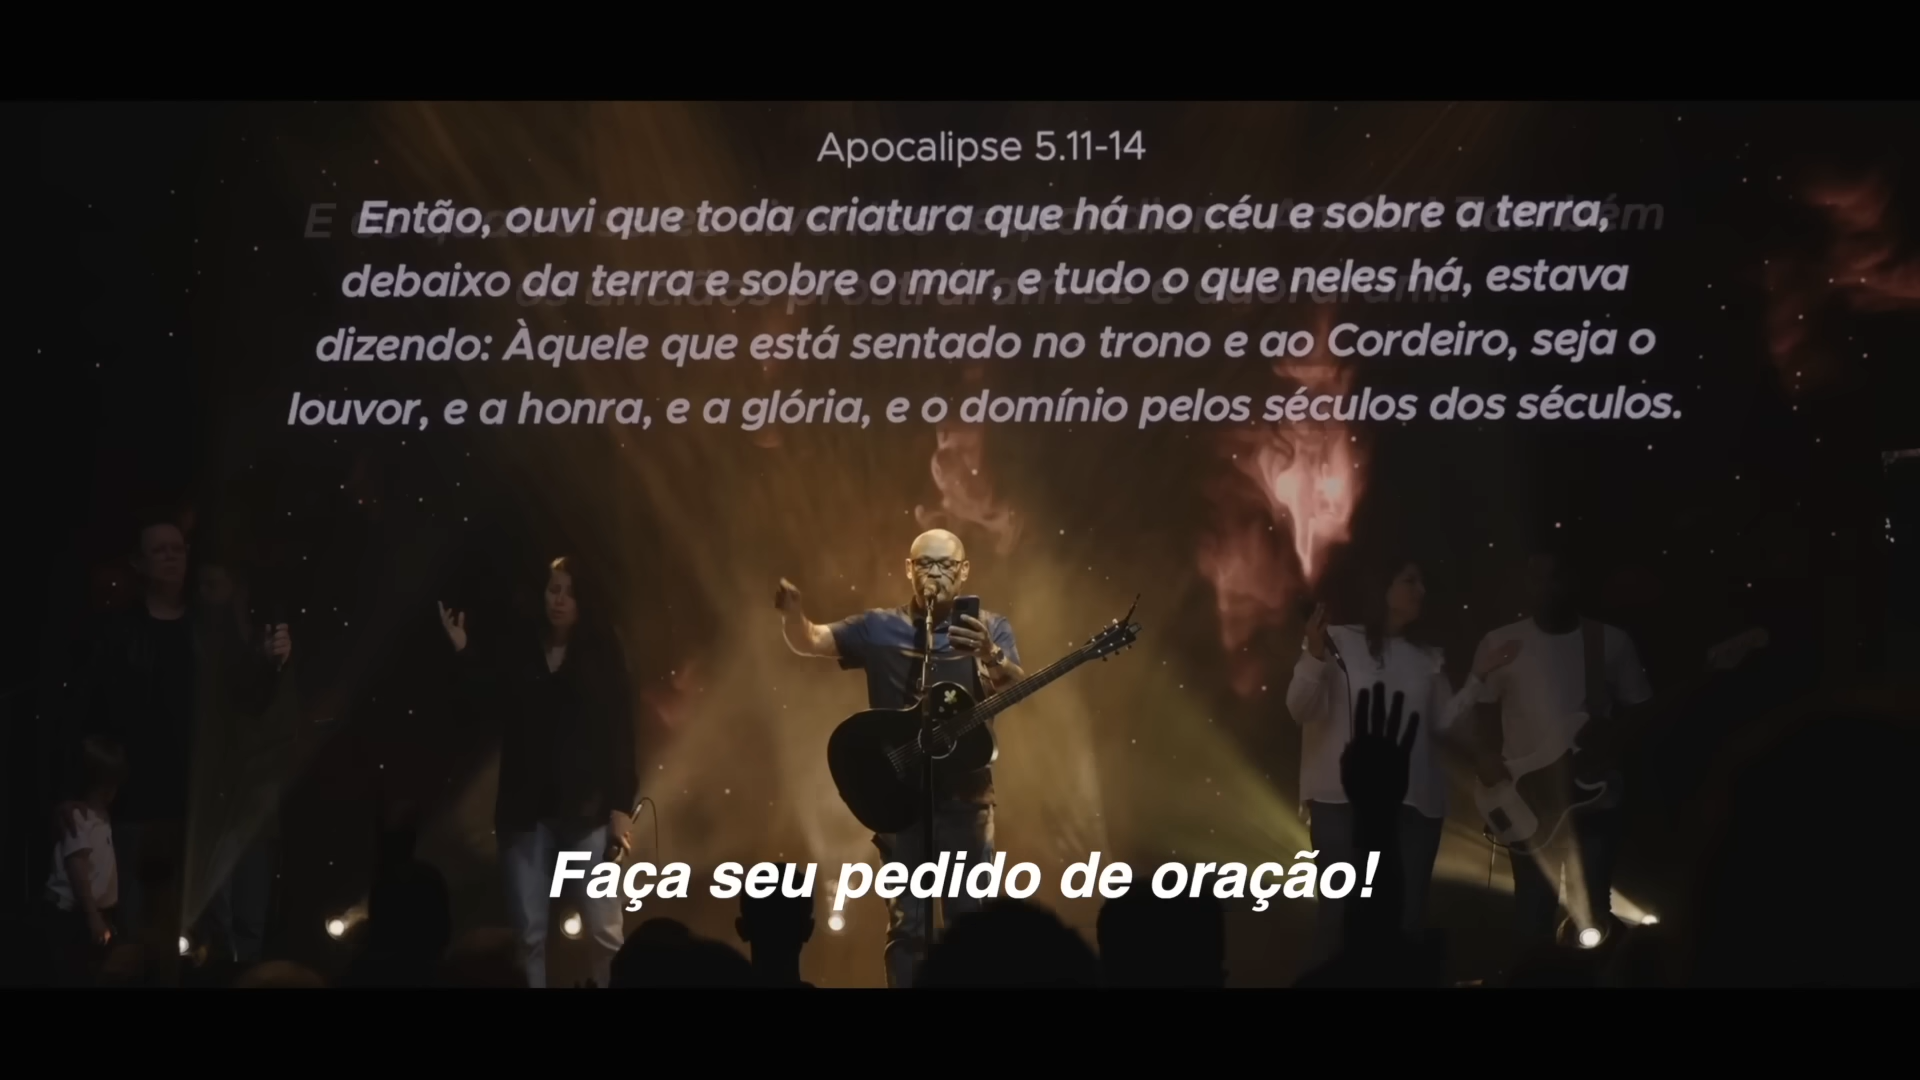 Apocalipse 5.11-14
Então, ouvi que toda criatura que há no céu e sobre a terra,
debaixo da terra e sobre o mar, e tudo o que neles há, estava
dizendo: Àquele que está sentado no trono e ao Cordeiro, seja o
louvor, e a honra, e a glória, e o domínio pelos séculos dos séculos.
Faça seu pedido de oração!